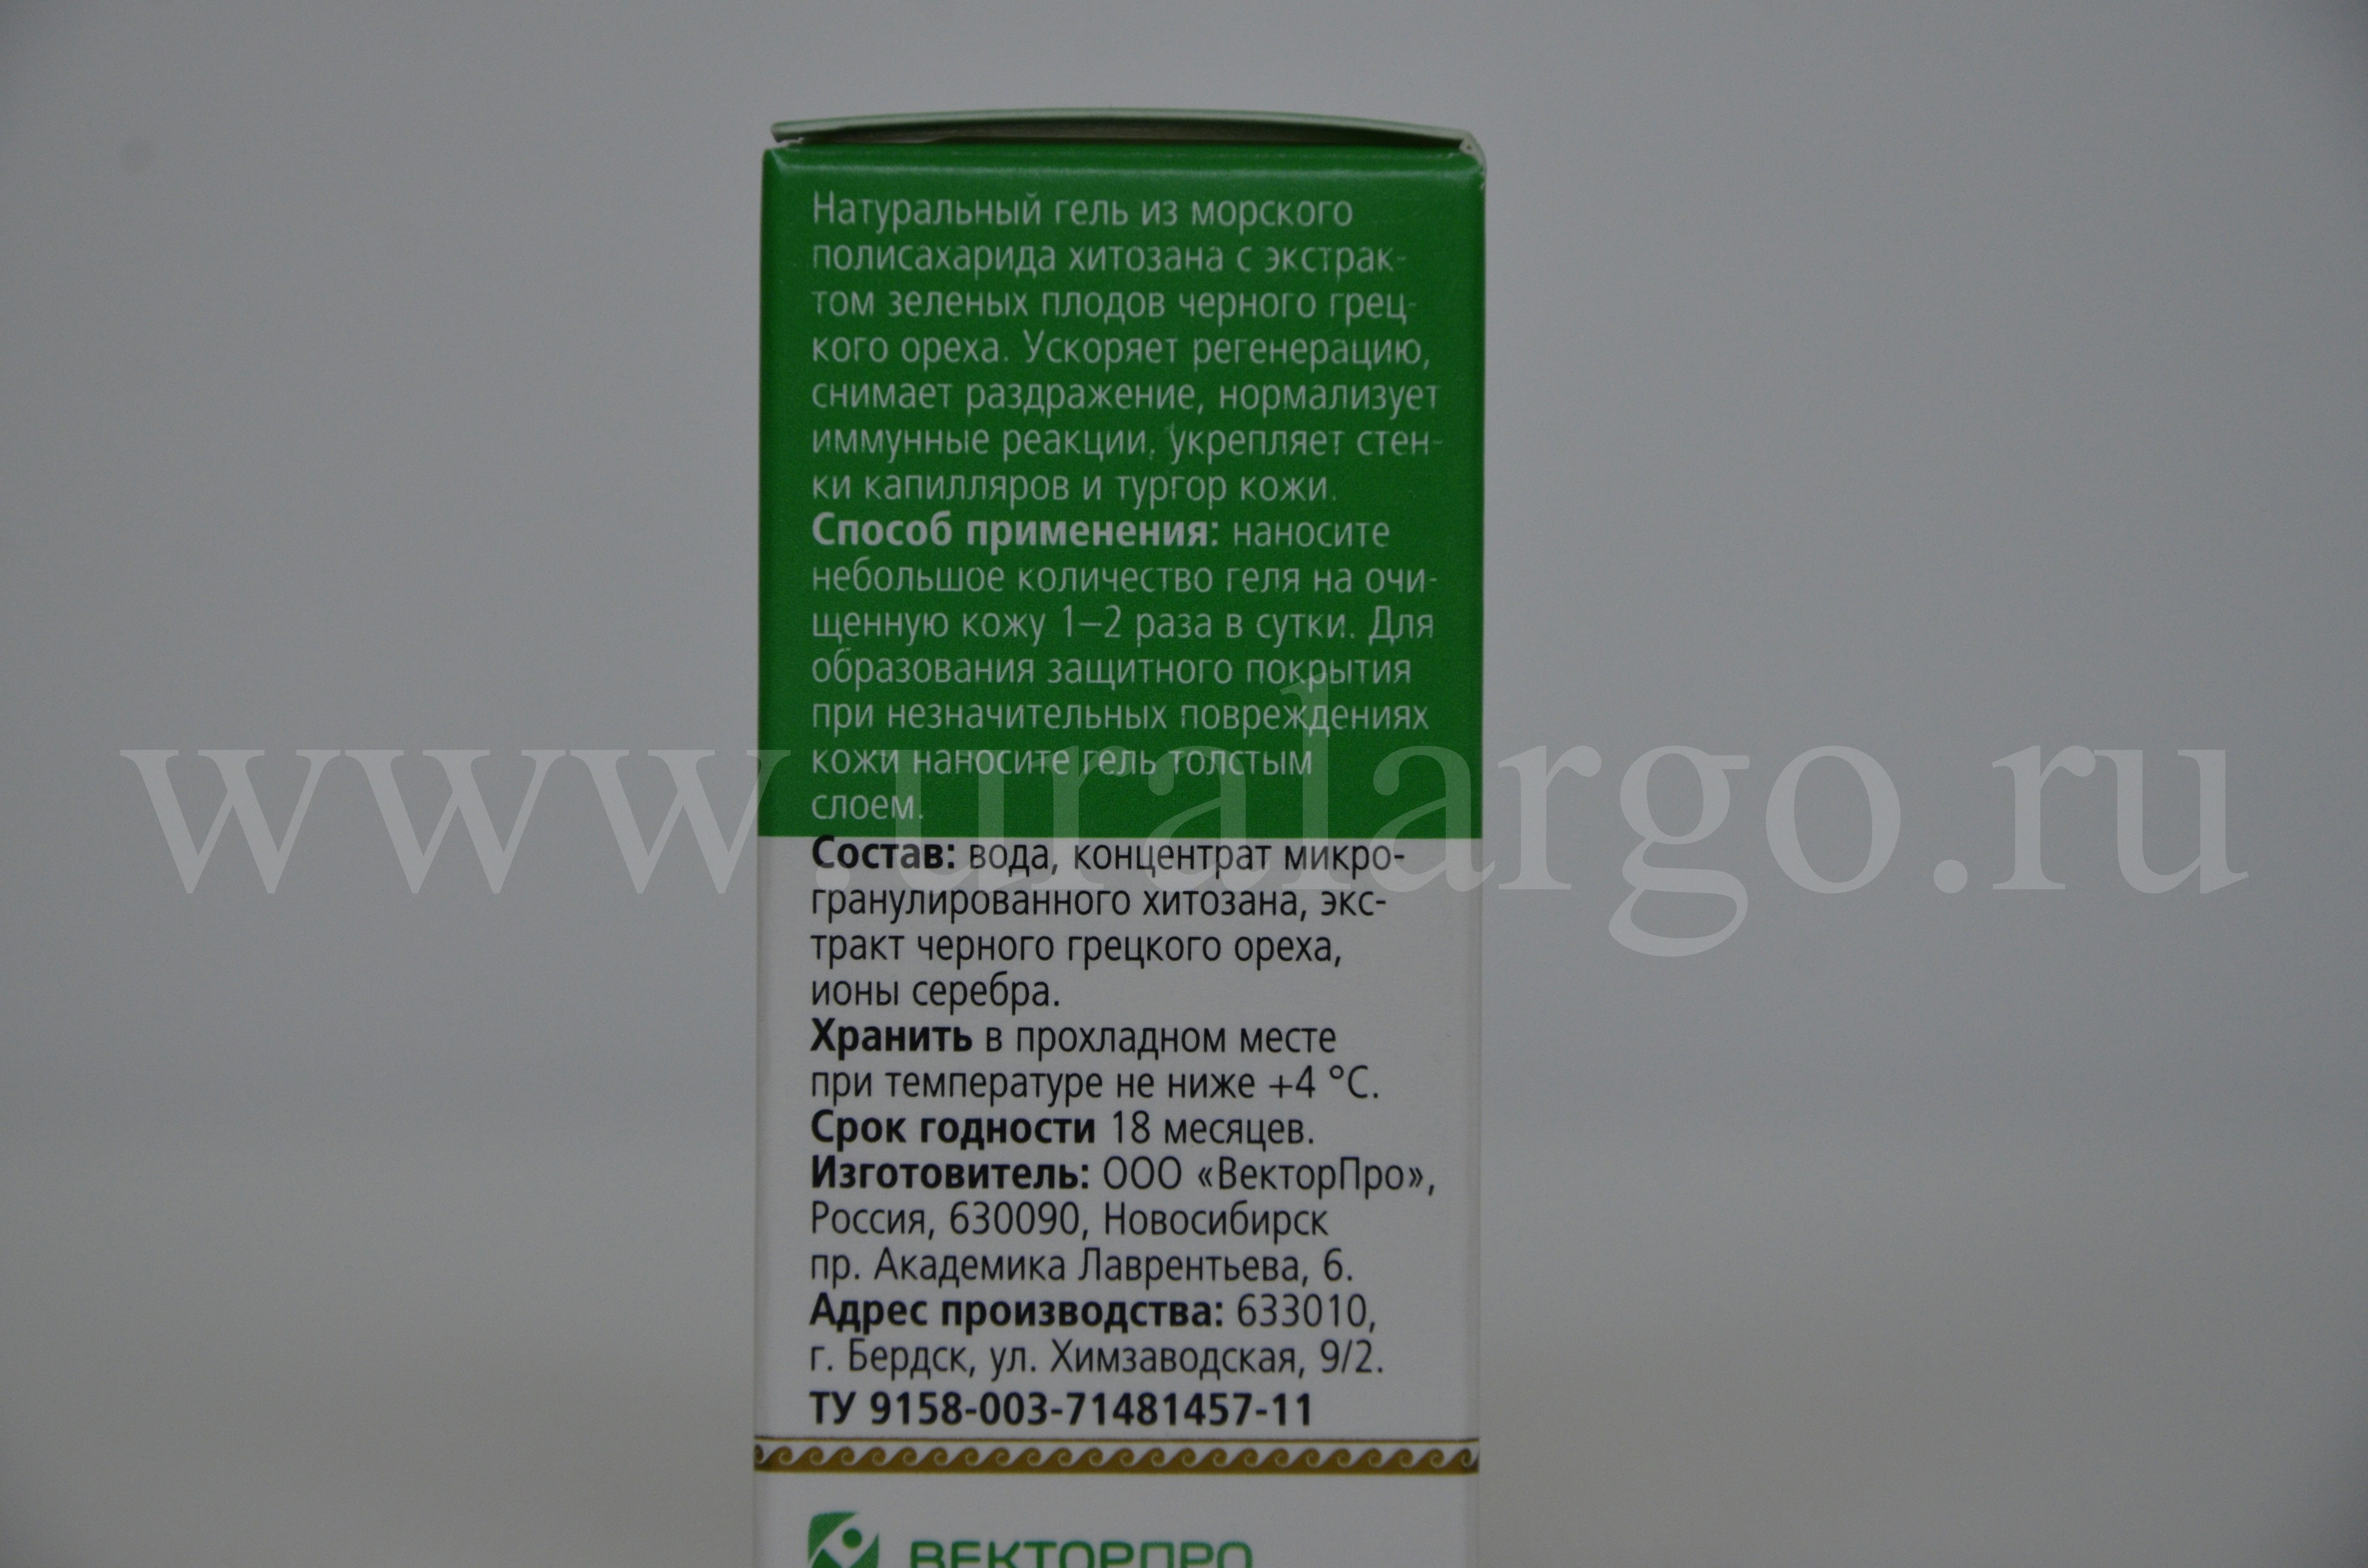 Натуральный гель из морского
полисахарида хитозана с экстрак-
том зеленых плодов черного грец-
кого ореха. Ускоряет регенерацию,
снимает раздражение, нормализует
иммунные реакции, укрепляет стен-
ки капилляров и тургор кожи.
Способ применения: наносите
небольшое количество геля на очи-
щенную кожу 1–2 раза в сутки. Для
образования защитного покрытия
при незначительных повреждениях
кожи наносите гель толстым
слоем.
www.uralargo.ru
Состав: вода, концентрат микро-
гранулированного хитозана, экс-
тракт черного грецкого ореха,
ионы серебра.
Хранить в прохладном месте
при температуре не ниже +4 °С.
Срок годности 18 месяцев.
Изготовитель: ООО «ВекторПро»,
Россия, 630090, Новосибирск
пр. Академика Лаврентьева, 6.
Адрес производства: 633010,
г. Бердск, ул. Химзаводская, 9/2.
ТУ 9158-003-71481457-11
ВЕКТОРПРО